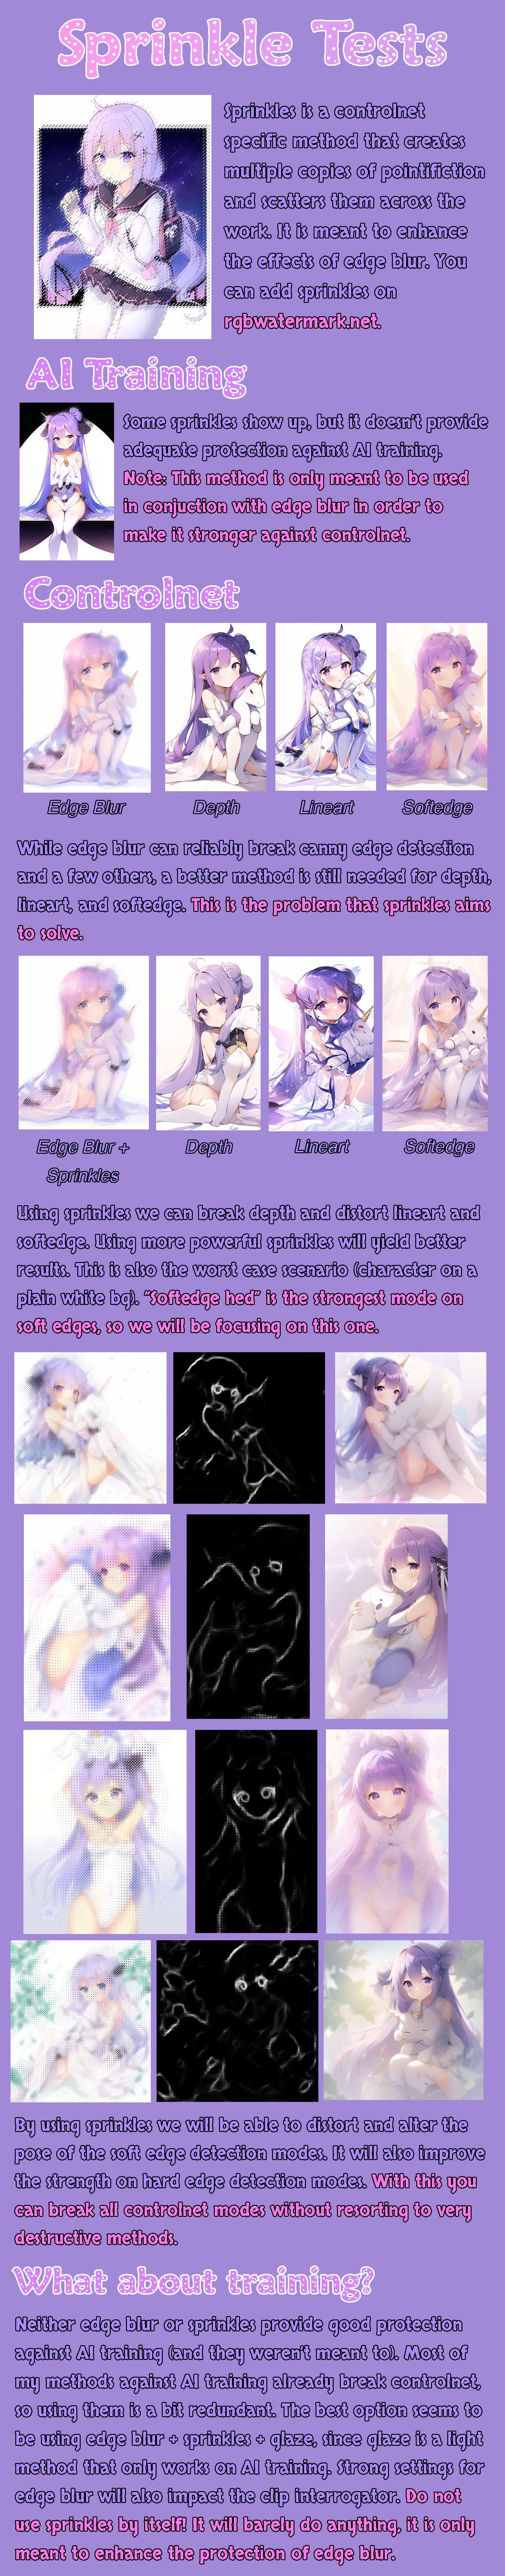 Sprinkle Tests
Sprinkles is a controlnet
specific method that creates
multiple copies of pointifiction
and scatters them across the
work. It is meant to enhance
the effects of edge blur. You
can add sprinkles on
rgbwatermark.net.
AI Training
Some sprinkles show up, but it doesn't provide
adequate protection against AI training.
Note: This method is only meant to be used
in conjuction with edge blur in order to
make it stronger against controlnet.
Controlnet
Edge Blur
Depth
Lineart
Softedge
While edge blur can reliably break canny edge detection
and a few others, a better method is still needed for depth,
lineart, and softedge. This is the problem that sprinkles aims
to solve.
Edge Blur +
Sprinkles
Depth
Lineart
Softedge
Using sprinkles we can break depth and distort lineart and
softedge. Using more powerful sprinkles will yield better
results. This is also the worst case scenario (character on a
plain white bg). "Softedge hed" is the strongest mode on
soft edges, so we will be focusing on this one.
By using sprinkles we will be able to distort and alter the
pose of the soft edge detection modes. It will also improve
the strength on hard edge detection modes. With this you
can break all controlnet modes without resorting to very
destructive methods.
What about training?
Neither edge blur or sprinkles provide good protection
against AI training (and they weren't meant to). Most of
my methods against AI training already break controlnet,
so using them is a bit redundant. The best option seems to
be using edge blur + sprinkles + glaze, since glaze is a light
method that only works on AI training. Strong settings for
edge blur will also impact the clip interrogator. Do not
use sprinkles by itself! It will barely do anything, it is only
meant to enhance the protection of edge blur.